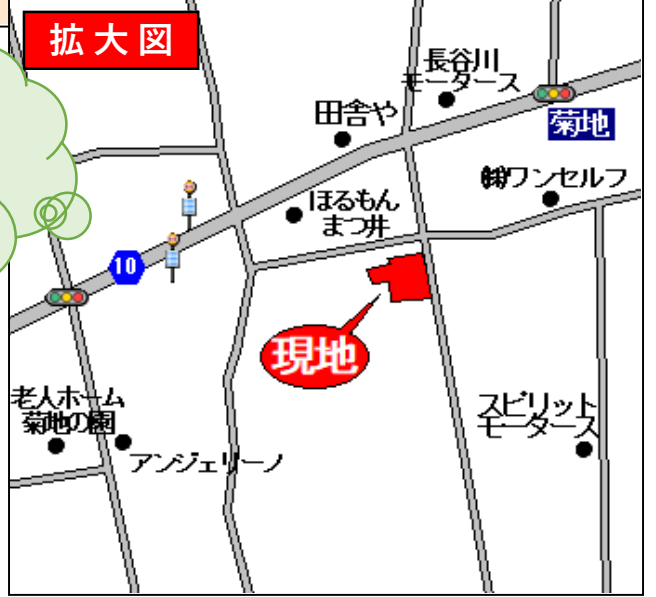 拡大図
長谷川
モータース
田舎や
菊地
㈱ワンセルフ
ほるもん
まつ井
10
現地
老人ホーム
菊地の園
アンジェリーノ
スピリット
モータース